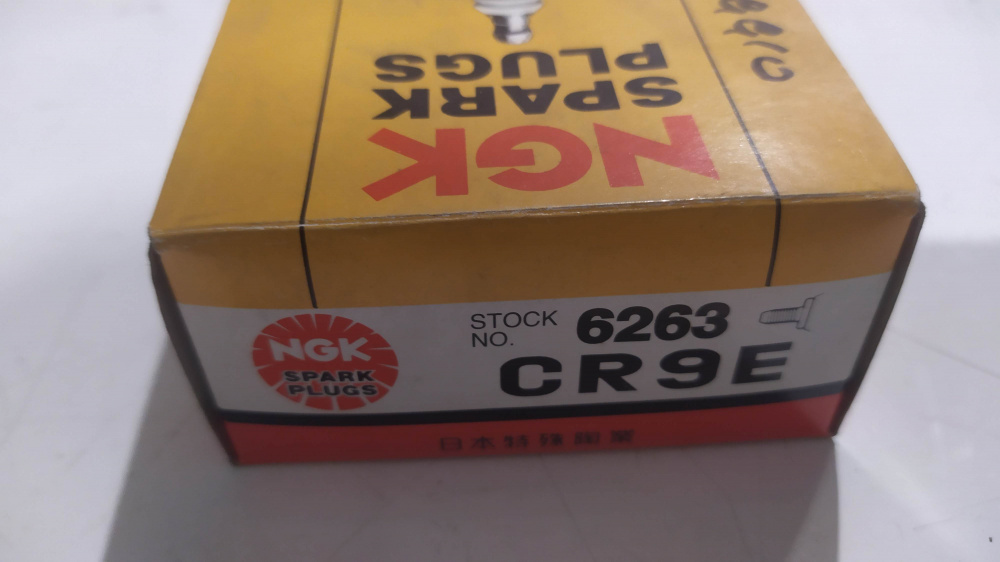 NGK
SPARK
PLUGS
NGK
SPARK
PLUGS
STOCK
NO.
6263
CR9E
日本特殊陶業